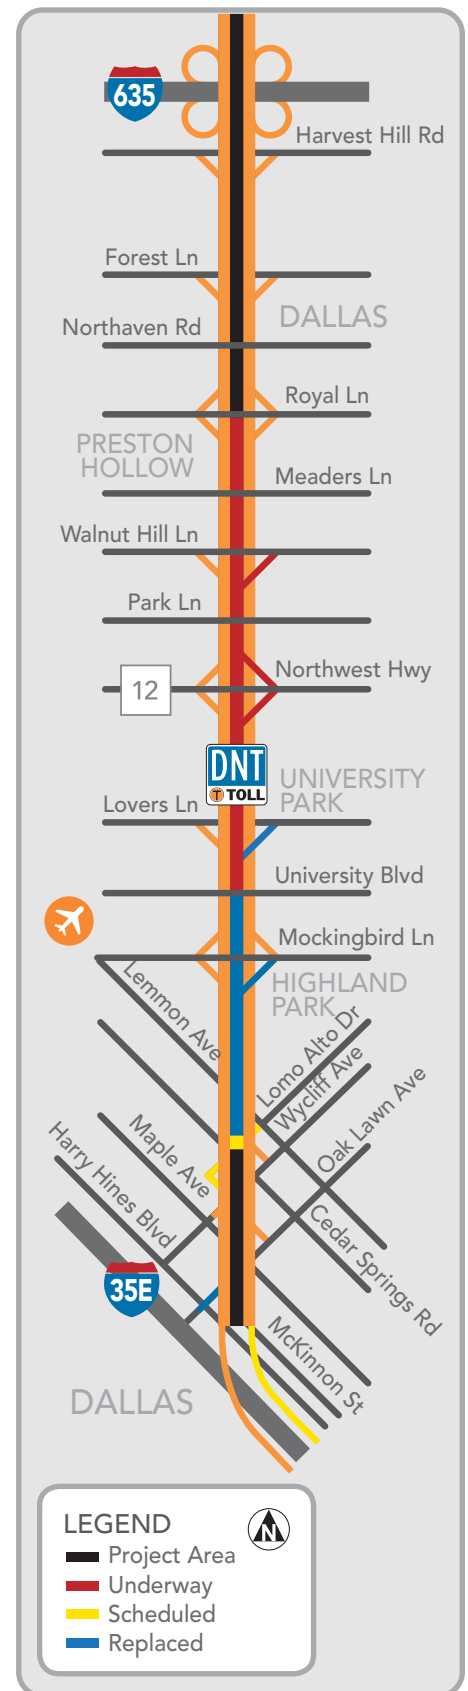 635
Harvest Hill Rd
Forest Ln
DALLAS
Northaven Rd
Royal Ln
PRESTON
HOLLOW
Meaders Ln
Walnut Hill Ln
Park Ln
Northwest Hwy
12
DNT
T TOLL
UNIVERSITY
PARK
Lovers Ln
University Blvd
Mockingbird Ln
HIGHLAND
PARK
Lemmon Ave
Lomo Alto Dr
Wycliff Ave
Oak Lawn Ave
Maple Ave
Harry Hines Blvd
Cedar Springs Rd
35E
McKinnon St
DALLAS
LEGEND
N
Project Area
Underway
Scheduled
Replaced